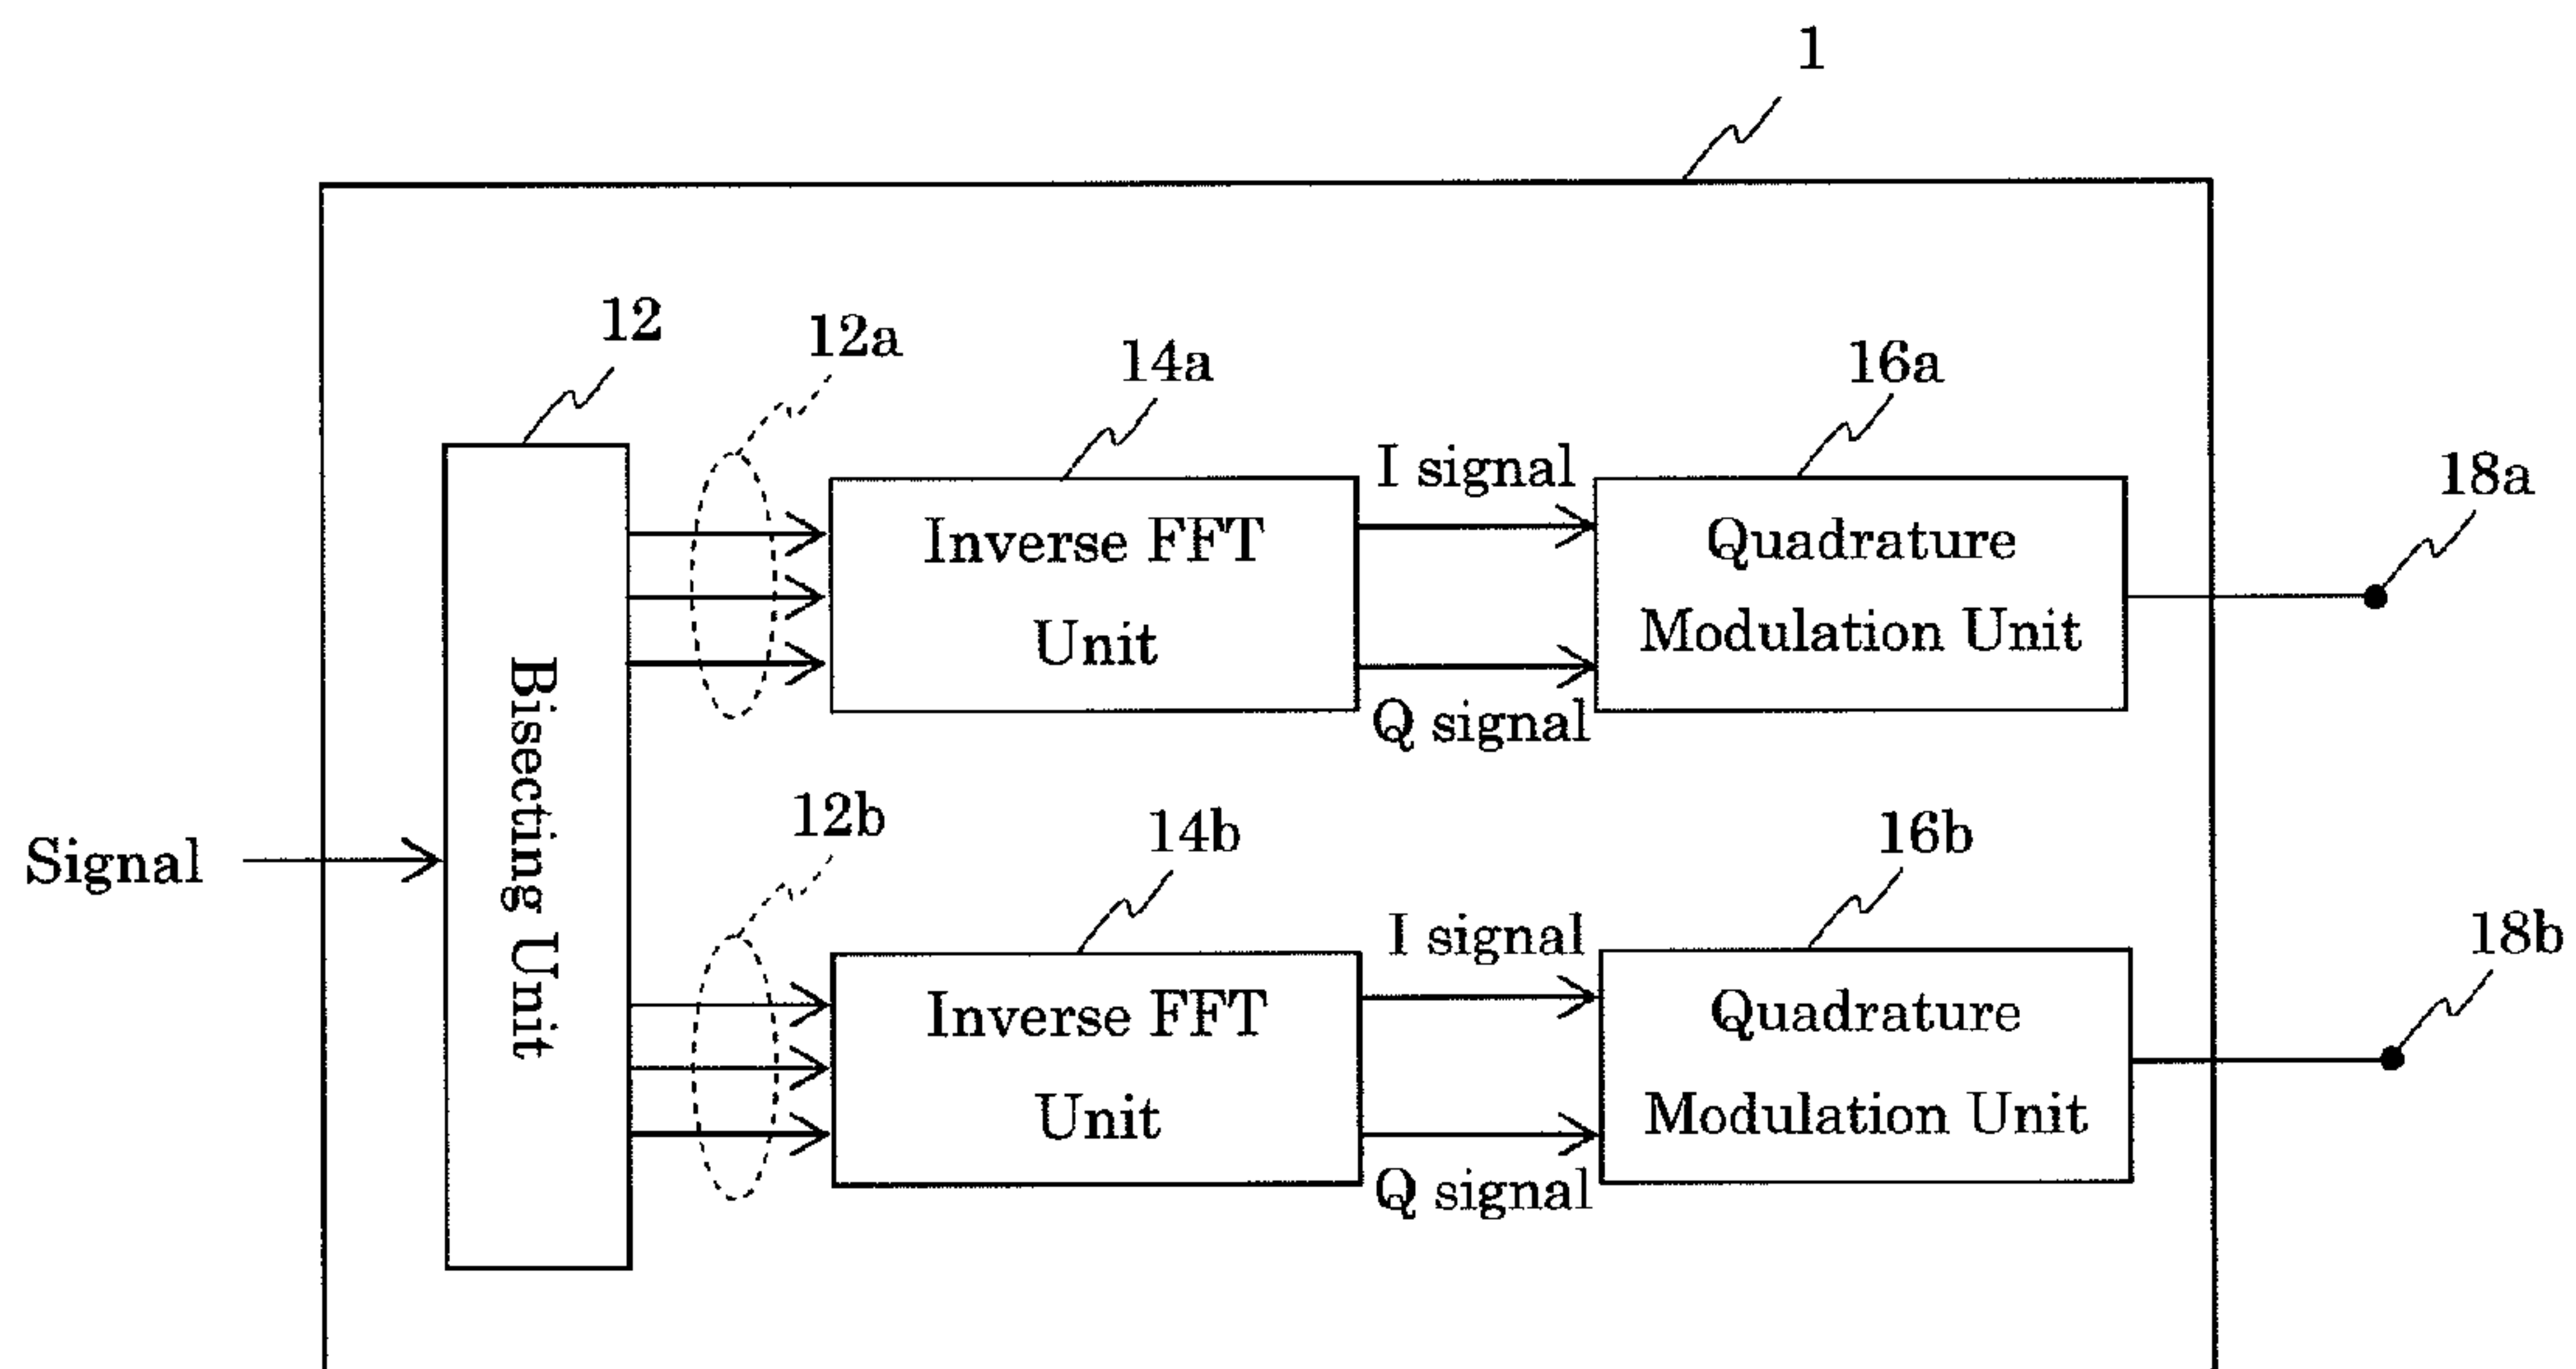 1
12
12a
14a
16a
18a
I signal
Inverse FFT
Unit
Quadrature
Modulation Unit
Q signal
Signal
Bisecting Unit
12b
14b
16b
18b
I signal
Inverse FFT
Unit
Quadrature
Modulation Unit
Q signal